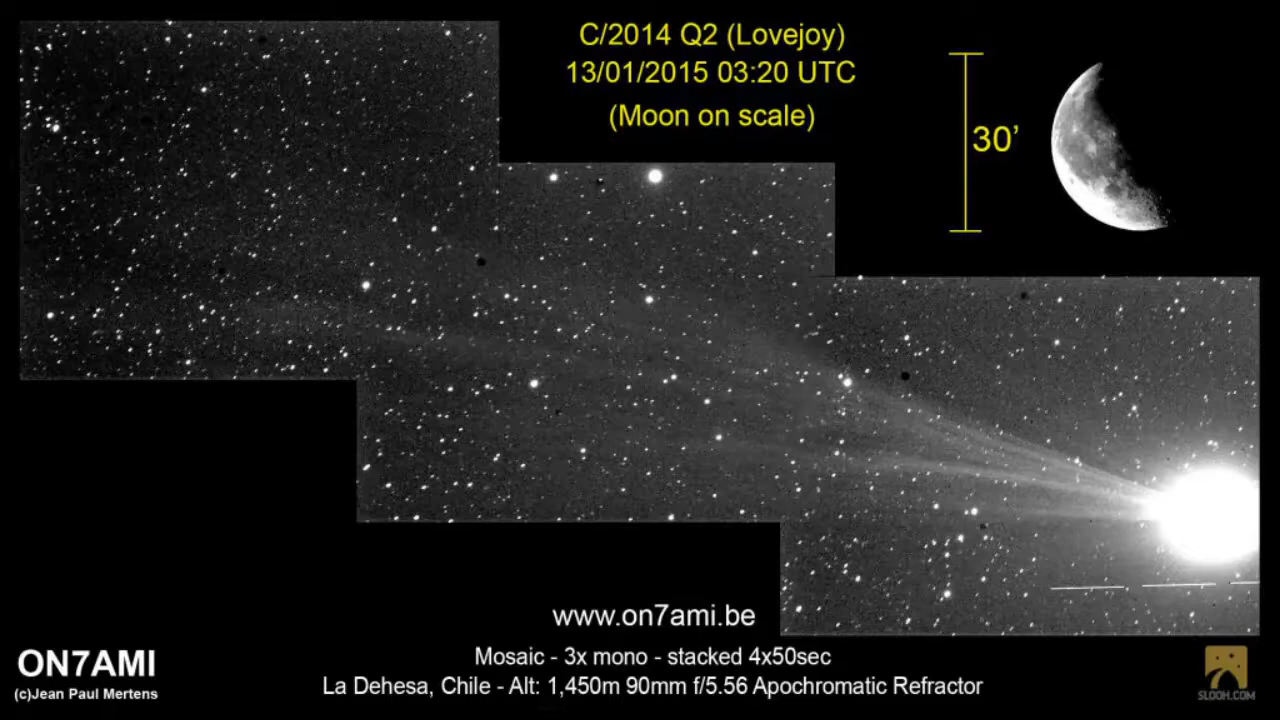 C/2014 Q2 (Lovejoy)
13/01/2015 03:20 UTC
(Moon on scale)
30’
www.on7ami.be
ON7AMI
(c)Jean Paul Mertens
Mosaic - 3x mono - stacked 4x50sec
La Dehesa, Chile - Alt: 1,450m 90mm f/5.56 Apochromatic Refractor
SLOOH.COM